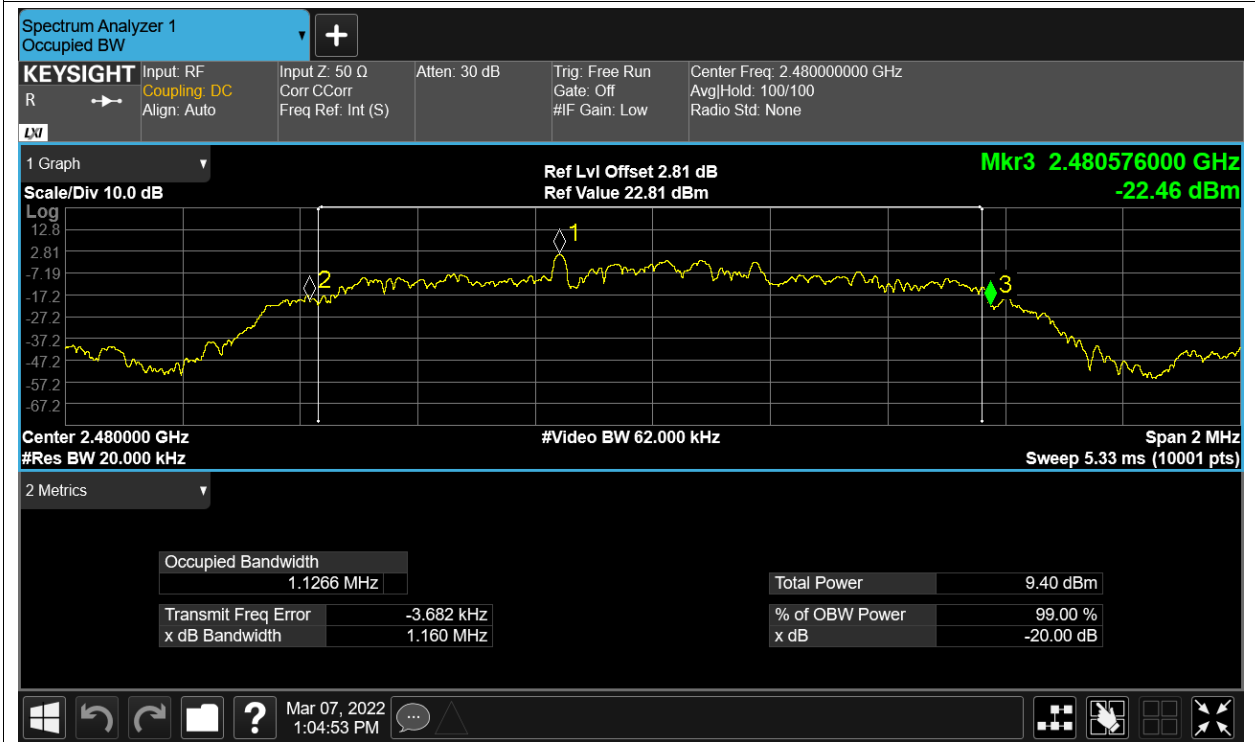 Spectrum Analyzer 1
Occupied BW
KEYSIGHT
R
LXI
Input: RF
Coupling: DC
Align: Auto
Input Z: 50 Ω
Corr CCorr
Freq Ref: Int (S)
Atten: 30 dB
Trig: Free Run
Gate: Off
#IF Gain: Low
Center Freq: 2.480000000 GHz
Avg|Hold: 100/100
Radio Std: None
1 Graph
Scale/Div 10.0 dB
Ref Lvl Offset 2.81 dB
Ref Value 22.81 dBm
Mkr3 2.480576000 GHz
-22.46 dBm
Log
12.8
2.81
-7.19
-17.2
-27.2
-37.2
-47.2
-57.2
-67.2
1
2
3
Center 2.480000 GHz
#Res BW 20.000 kHz
#Video BW 62.000 kHz
Span 2 MHz
Sweep 5.33 ms (10001 pts)
2 Metrics
Occupied Bandwidth
1.1266 MHz
Transmit Freq Error -3.682 kHz
x dB Bandwidth 1.160 MHz
Total Power 9.40 dBm
% of OBW Power 99.00 %
x dB -20.00 dB
?
Mar 07, 2022
1:04:53 PM